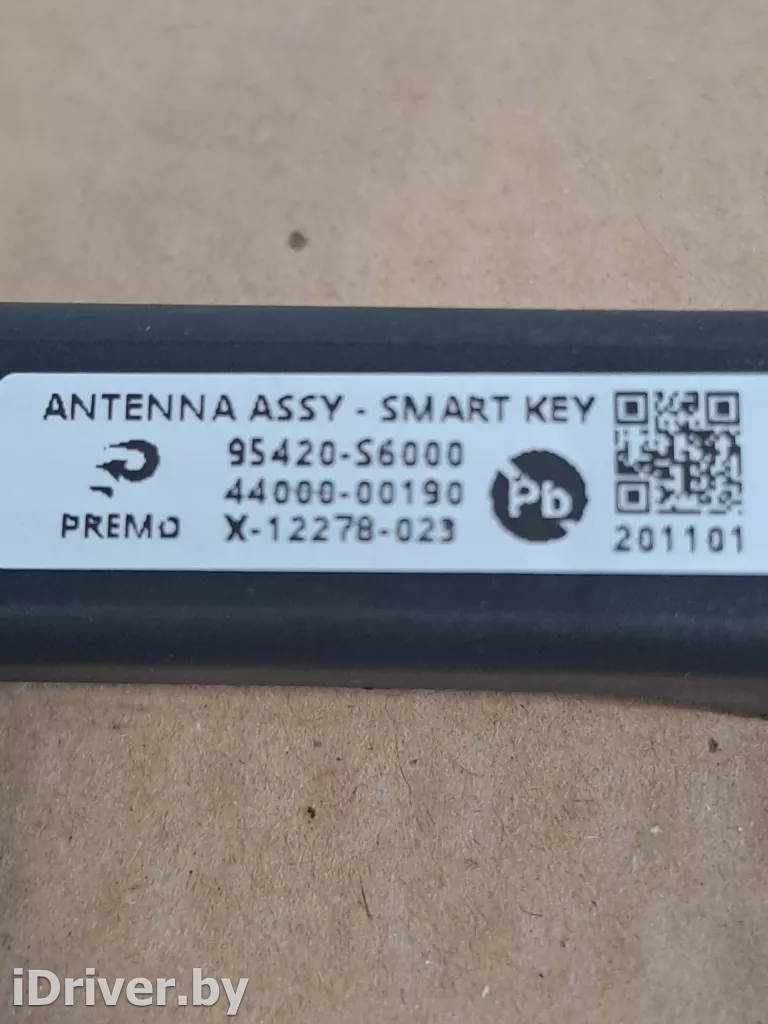 ANTENNA ASSY - SMART KEY
95420-S6000
44000-00190
PREMO X-12278-023
Pb
201101
iDriver.by